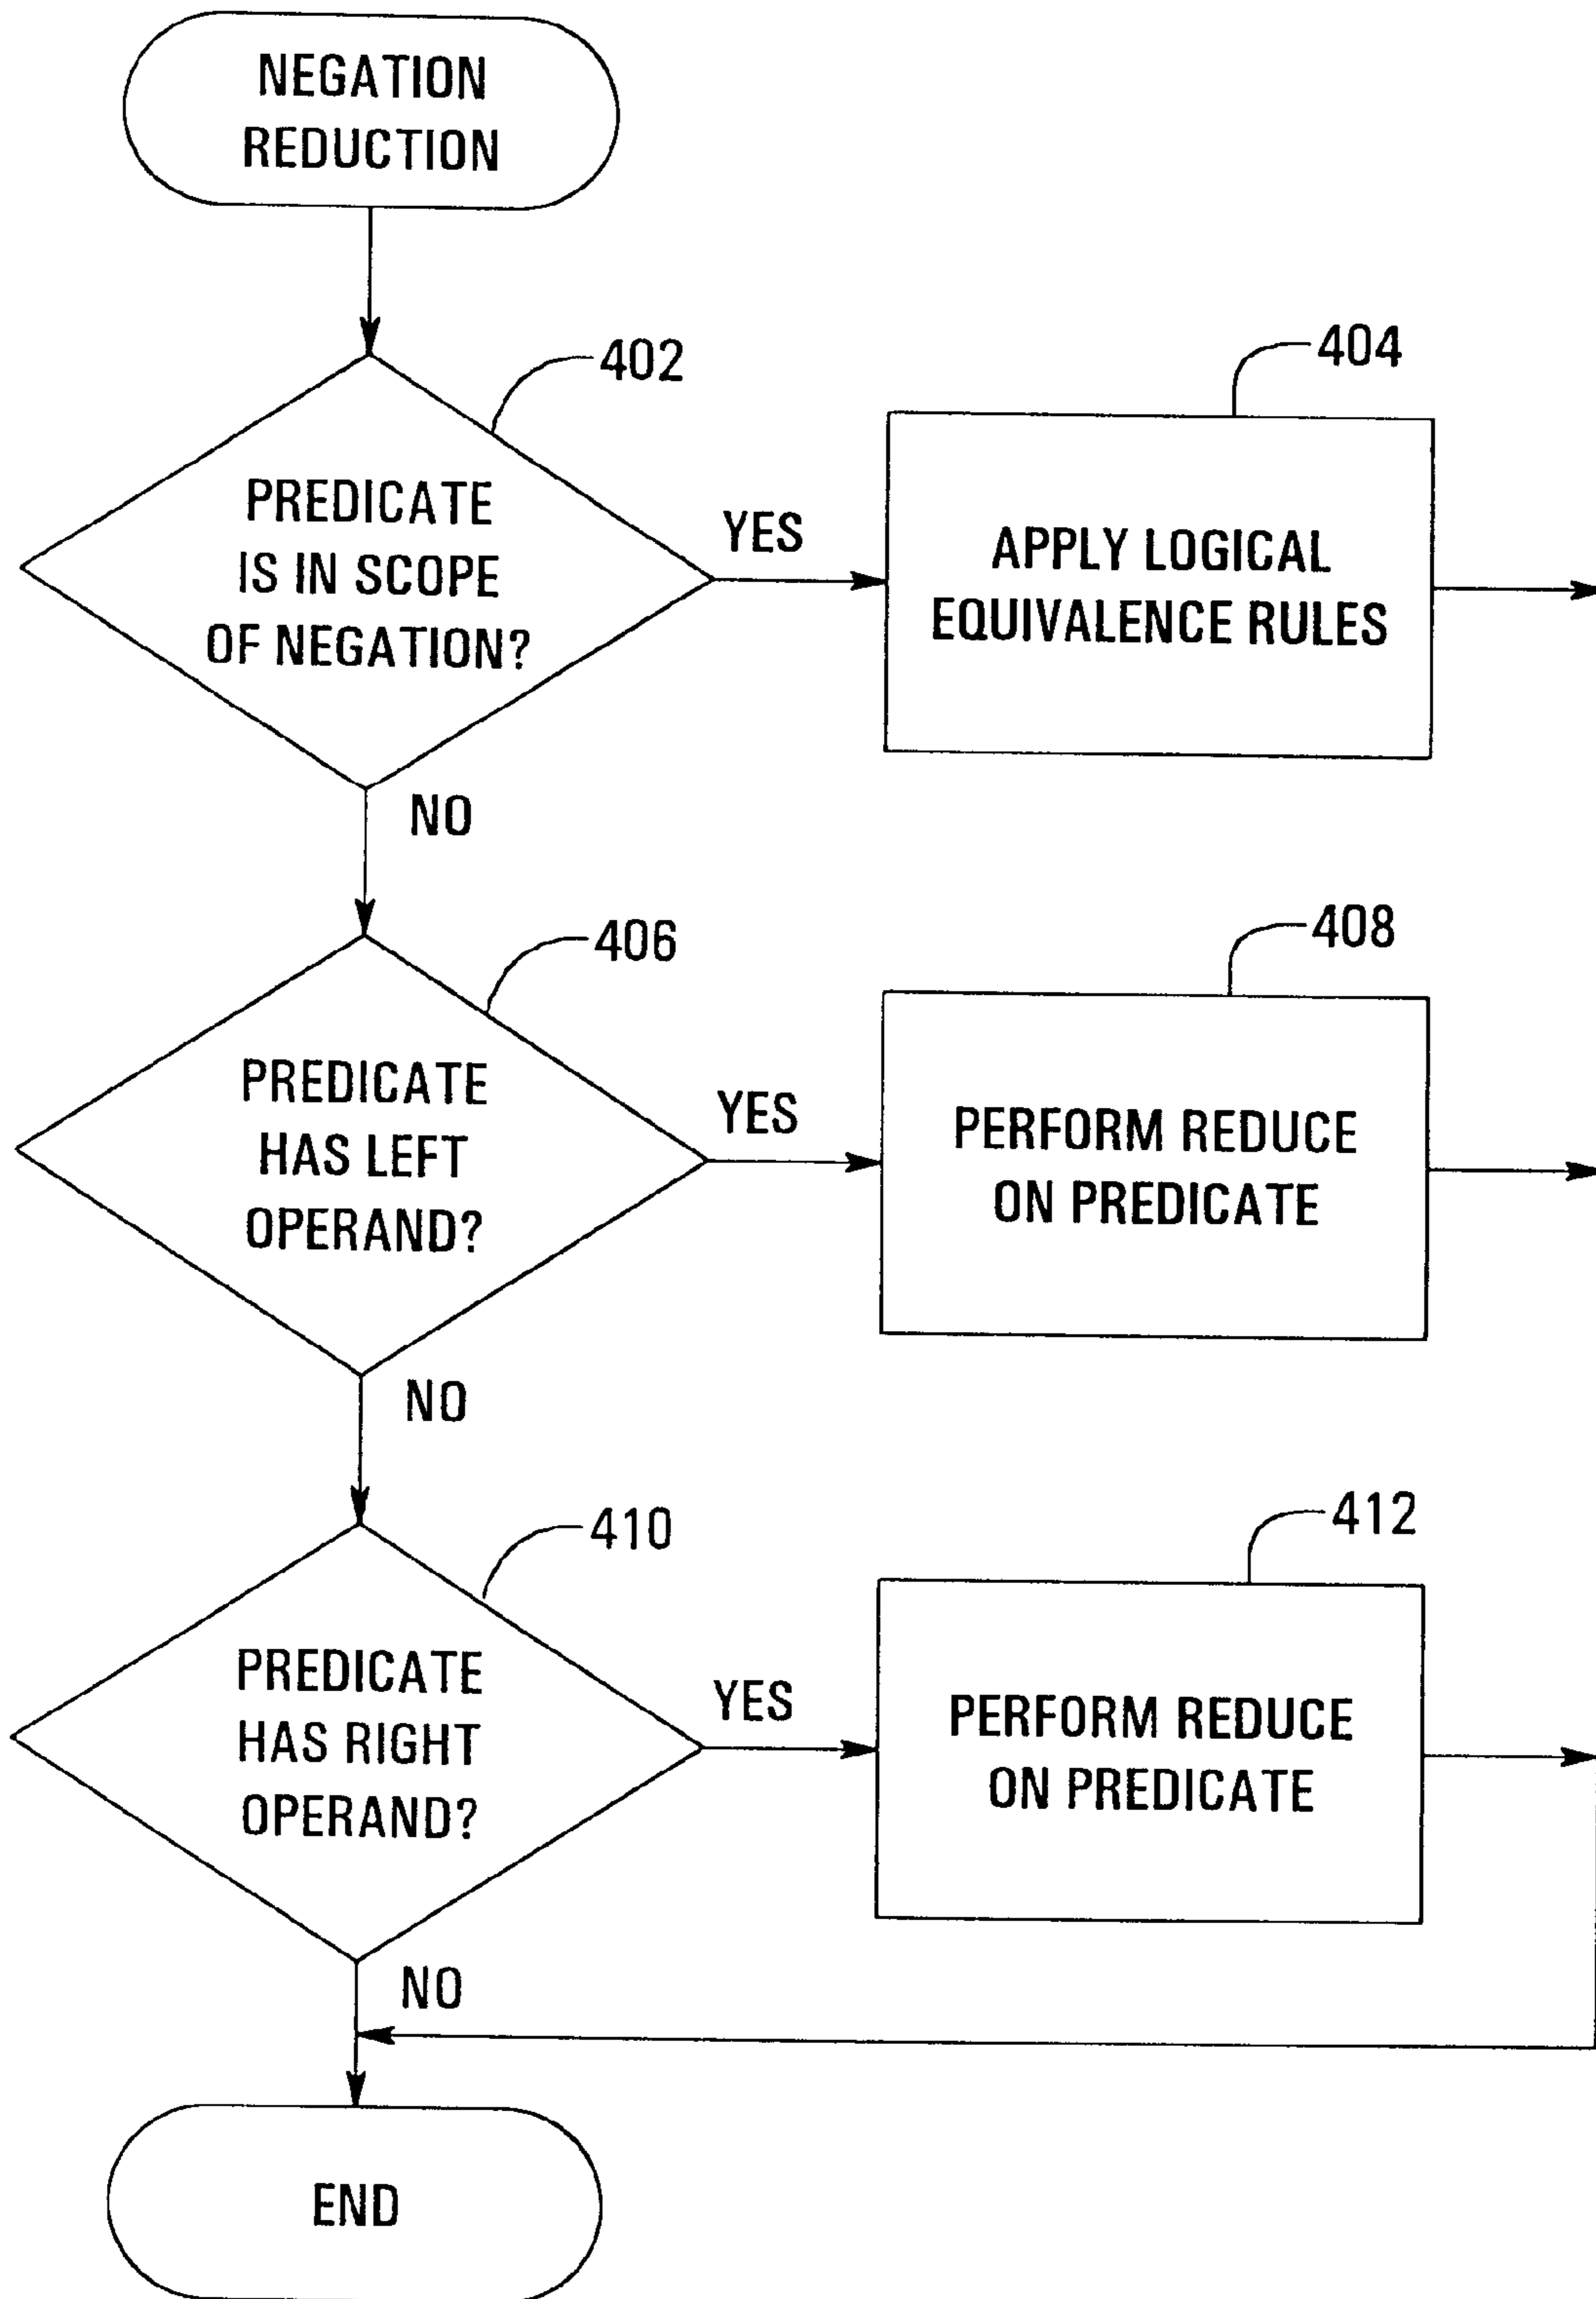 NEGATION
REDUCTION
402
404
PREDICATE
IS IN SCOPE
OF NEGATION?
YES
APPLY LOGICAL
EQUIVALENCE RULES
NO
406
408
PREDICATE
HAS LEFT
OPERAND?
YES
PERFORM REDUCE
ON PREDICATE
NO
410
412
PREDICATE
HAS RIGHT
OPERAND?
YES
PERFORM REDUCE
ON PREDICATE
NO
END